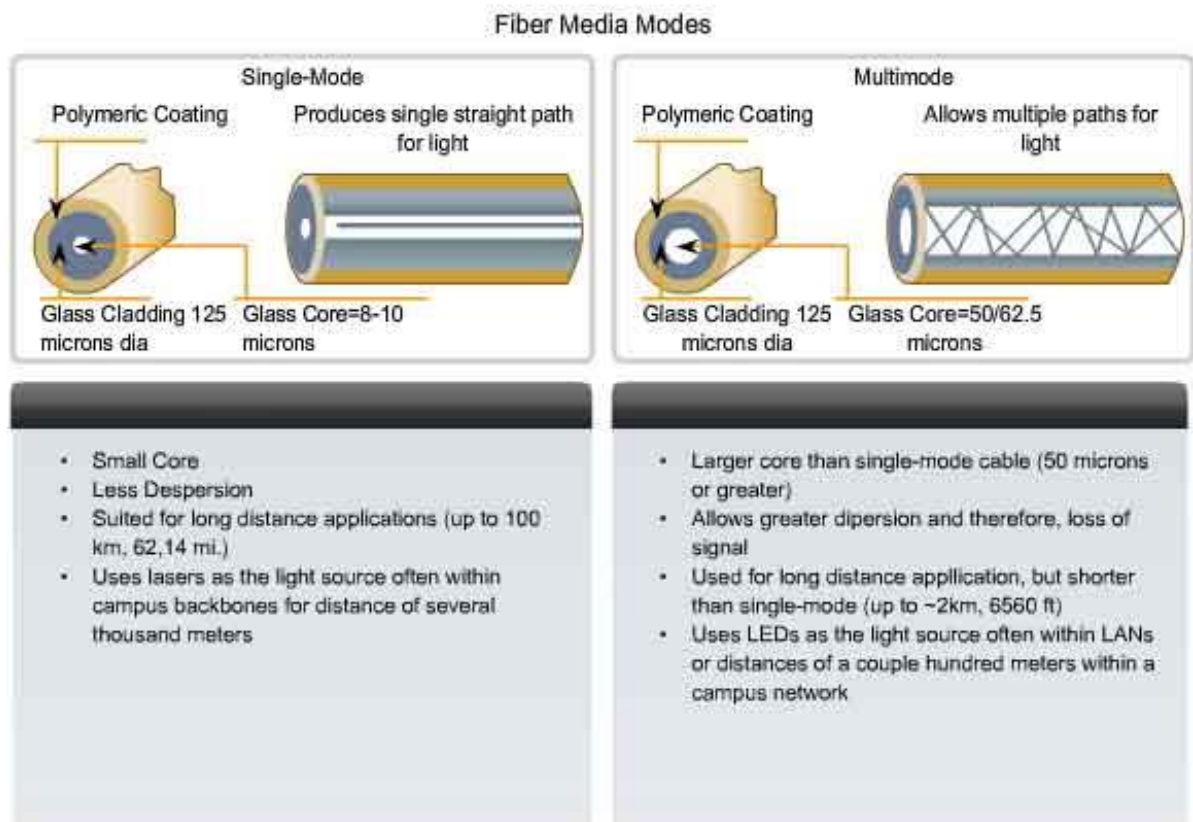 Fiber Media Modes
Single-Mode
Polymeric Coating
Produces single straight path
for light
Glass Cladding 125
microns dia
Glass Core=8-10
microns
Multimode
Polymeric Coating
Allows multiple paths for
light
Glass Cladding 125
microns dia
Glass Core=50/62.5
microns
• Small Core
• Less Despersion
• Suited for long distance applications (up to 100
km, 62,14 mi.)
• Uses lasers as the light source often within
campus backbones for distance of several
thousand meters
• Larger core than single-mode cable (50 microns
or greater)
• Allows greater dipersion and therefore, loss of
signal
• Used for long distance appllication, but shorter
than single-mode (up to ~2km, 6560 ft)
• Uses LEDs as the light source often within LANs
or distances of a couple hundred meters within a
campus network